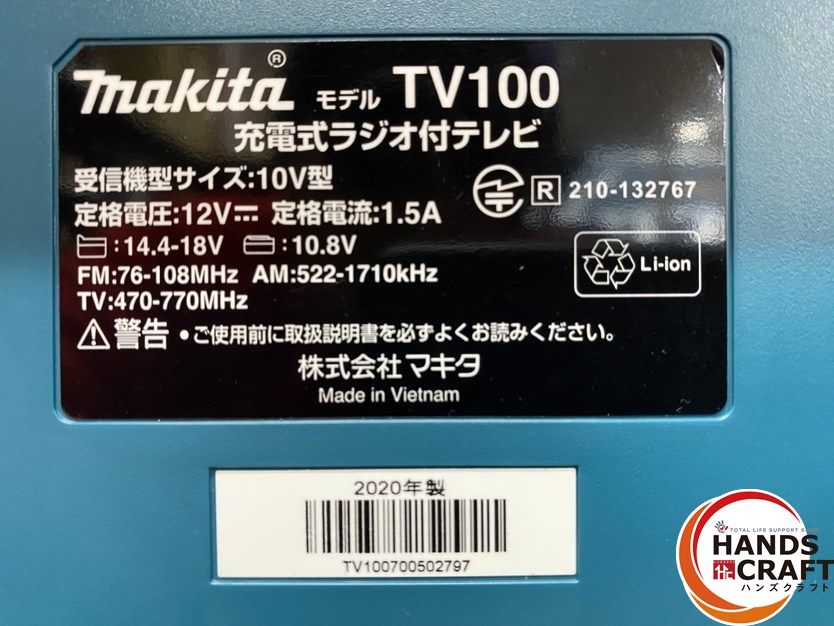 makita® モデル TV100
充電式ラジオ付テレビ
受信機型サイズ:10V型
R 210-132767
定格電圧:12V⎓ 定格電流:1.5A
:14.4-18V :10.8V
Li-ion
FM:76-108MHz AM:522-1710kHz
TV:470-770MHz
⚠警告 •ご使用前に取扱説明書を必ずよくお読みください。
株式会社マキタ
Made in Vietnam
2020年製
TV100700502797
TOTAL LIFE SUPPORT SHOP
HANDS
CRAFT
ハンズクラフト